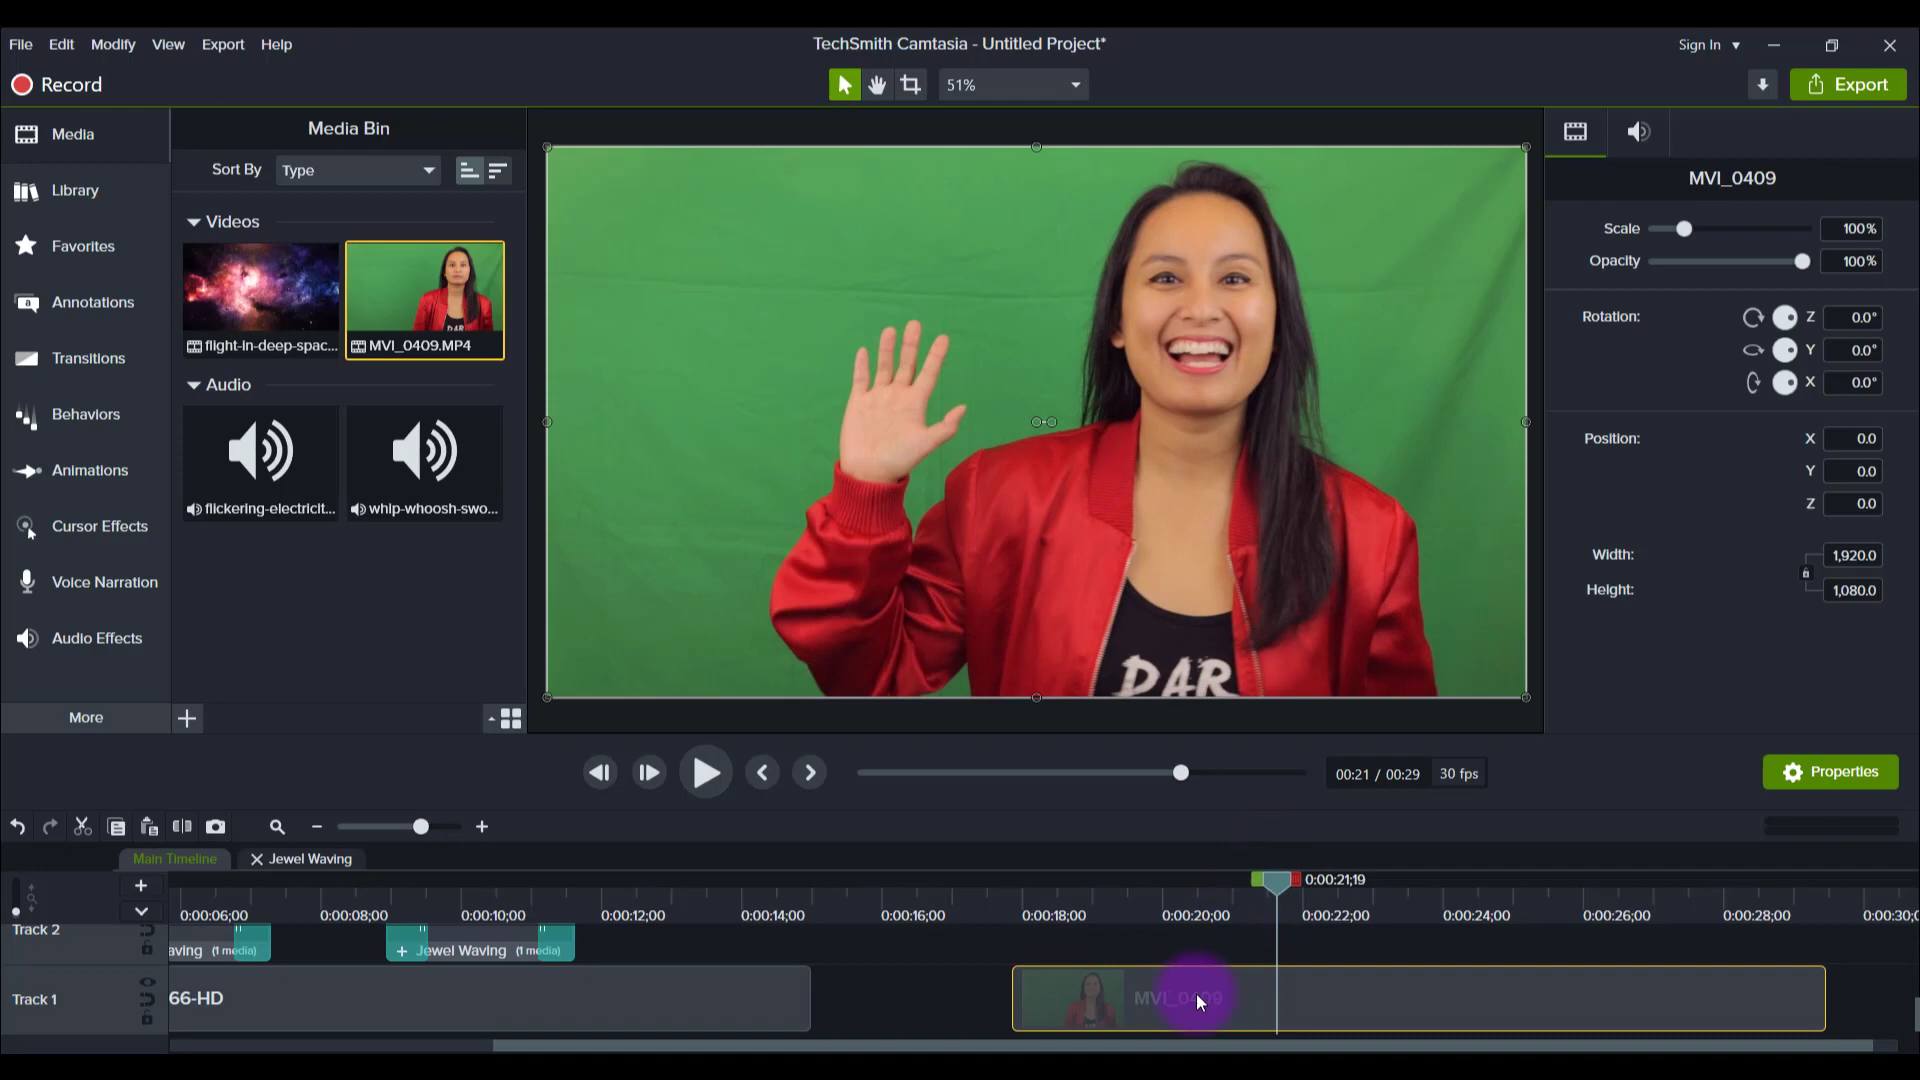 File Edit Modify View Export Help
TechSmith Camtasia - Untitled Project*
Sign In
Record
51%
Export
Media
Library
Favorites
Annotations
Transitions
Behaviors
Animations
Cursor Effects
Voice Narration
Audio Effects
More
Media Bin
Sort By Type
Videos
flight-in-deep-spac...
MVI_0409.MP4
Audio
flickering-electricit...
whip-whoosh-swo...
DAR
MVI_0409
Scale 100%
Opacity 100%
Rotation: Z 0.0°
Y 0.0°
X 0.0°
Position: X 0.0
Y 0.0
Z 0.0
Width: 1,920.0
Height: 1,080.0
00:21 / 00:29 30 fps
Properties
Main Timeline
Jewel Waving
0:00:21;19
0:00:06;00 0:00:08;00 0:00:10;00 0:00:12;00 0:00:14;00 0:00:16;00 0:00:18;00 0:00:20;00 0:00:22;00 0:00:24;00 0:00:26;00 0:00:28;00 0:00:30;0
Track 2
aving (1 media)
+ Jewel Waving (1 media)
Track 1
66-HD
MVI_0409